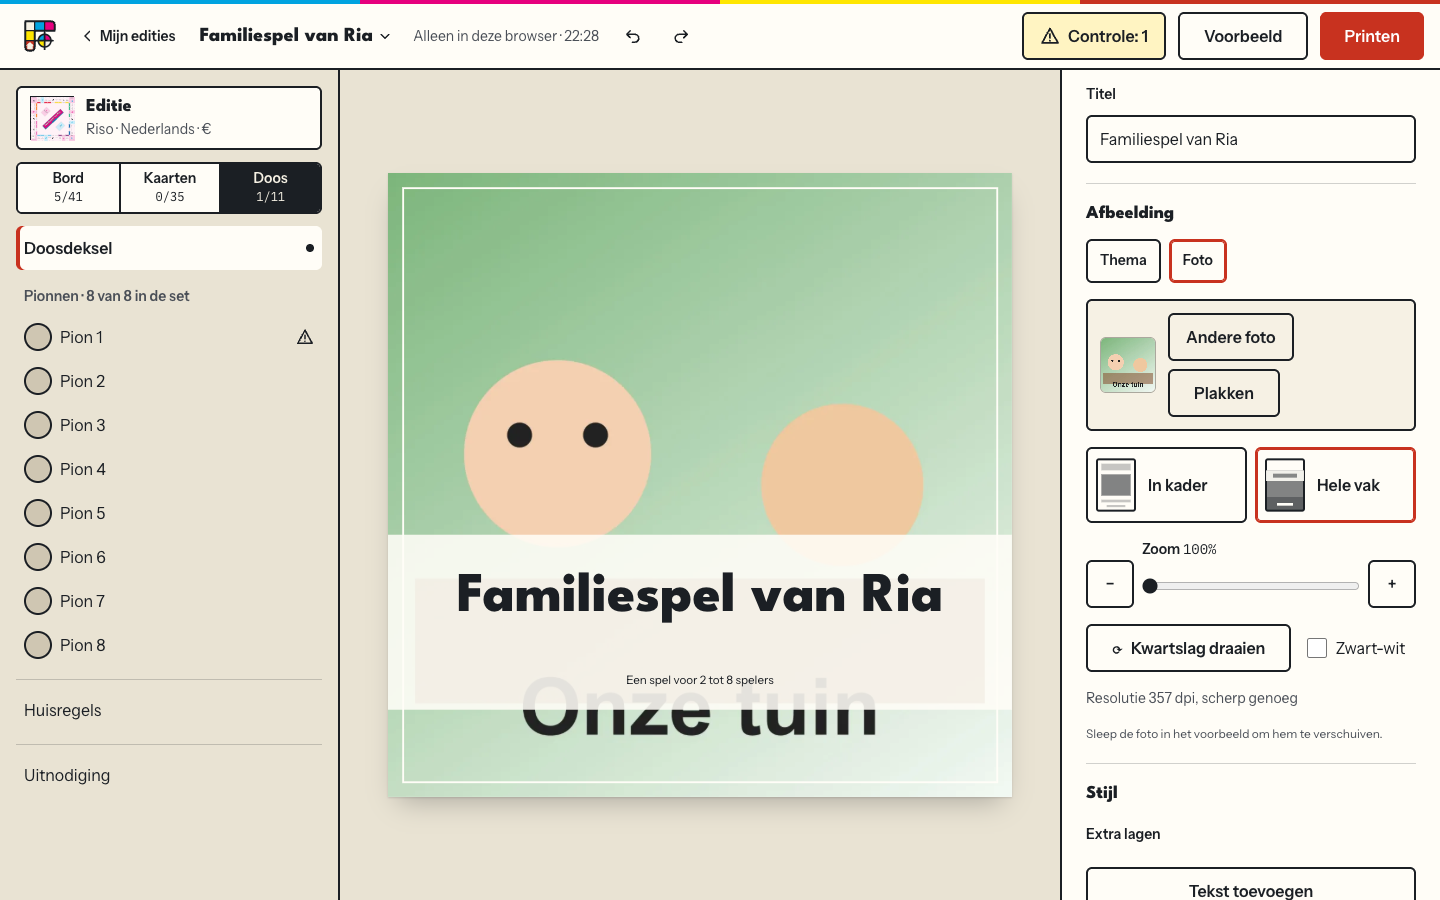 Mijn edities
Familiespel van Ria
Alleen in deze browser · 22:28
Controle: 1
Voorbeeld
Printen
Editie
Riso · Nederlands · €
Bord
5/41
Kaarten
0/35
Doos
1/11
Doosdeksel
Pionnen · 8 van 8 in de set
Pion 1
Pion 2
Pion 3
Pion 4
Pion 5
Pion 6
Pion 7
Pion 8
Huisregels
Uitnodiging
Familiespel van Ria
Een spel voor 2 tot 8 spelers
Onze tuin
Titel
Familiespel van Ria
Afbeelding
Thema
Foto
Onze tuin
Andere foto
Plakken
In kader
Hele vak
Zoom 100%
−
+
Kwartslag draaien
Zwart-wit
Resolutie 357 dpi, scherp genoeg
Sleep de foto in het voorbeeld om hem te verschuiven.
Stijl
Extra lagen
Tekst toevoegen